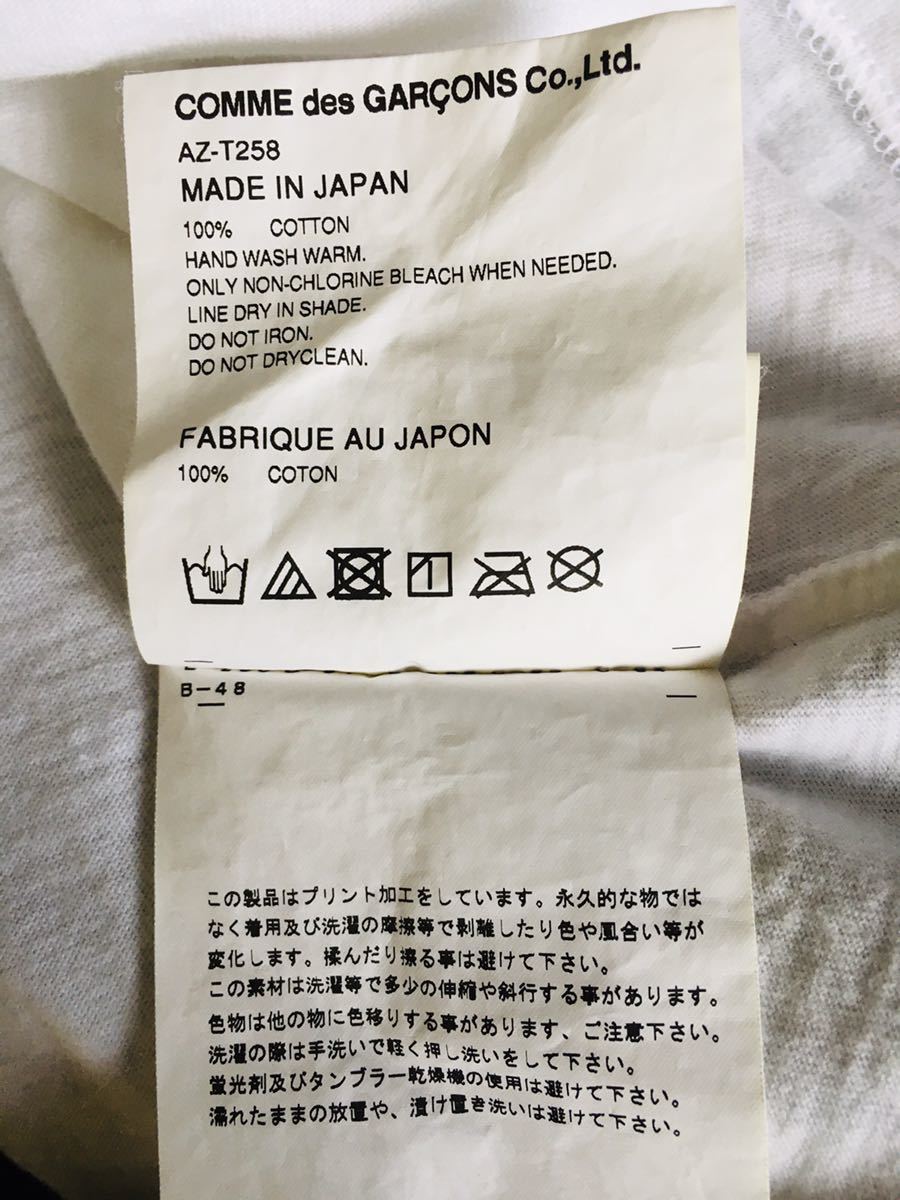 COMME des GARÇONS Co.,Ltd.
AZ-T258
MADE IN JAPAN
100% COTTON
HAND WASH WARM.
ONLY NON-CHLORINE BLEACH WHEN NEEDED.
LINE DRY IN SHADE.
DO NOT IRON.
DO NOT DRYCLEAN.
FABRIQUE AU JAPON
100% COTON
B-48
この製品はプリント加工をしています。永久的な物では
なく着用及び洗濯の摩擦等で剥離したり色や風合い等が
変化します。揉んだり擦る事は避けて下さい。
この素材は洗濯等で多少の伸縮や斜行する事があります。
色物は他の物に色移りする事があります、ご注意下さい。
洗濯の際は手洗いで軽く押し洗いをして下さい。
蛍光剤及びタンブラー乾燥機の使用は避けて下さい。
濡れたままの放置や、漬け置き洗いは避けて下さい。